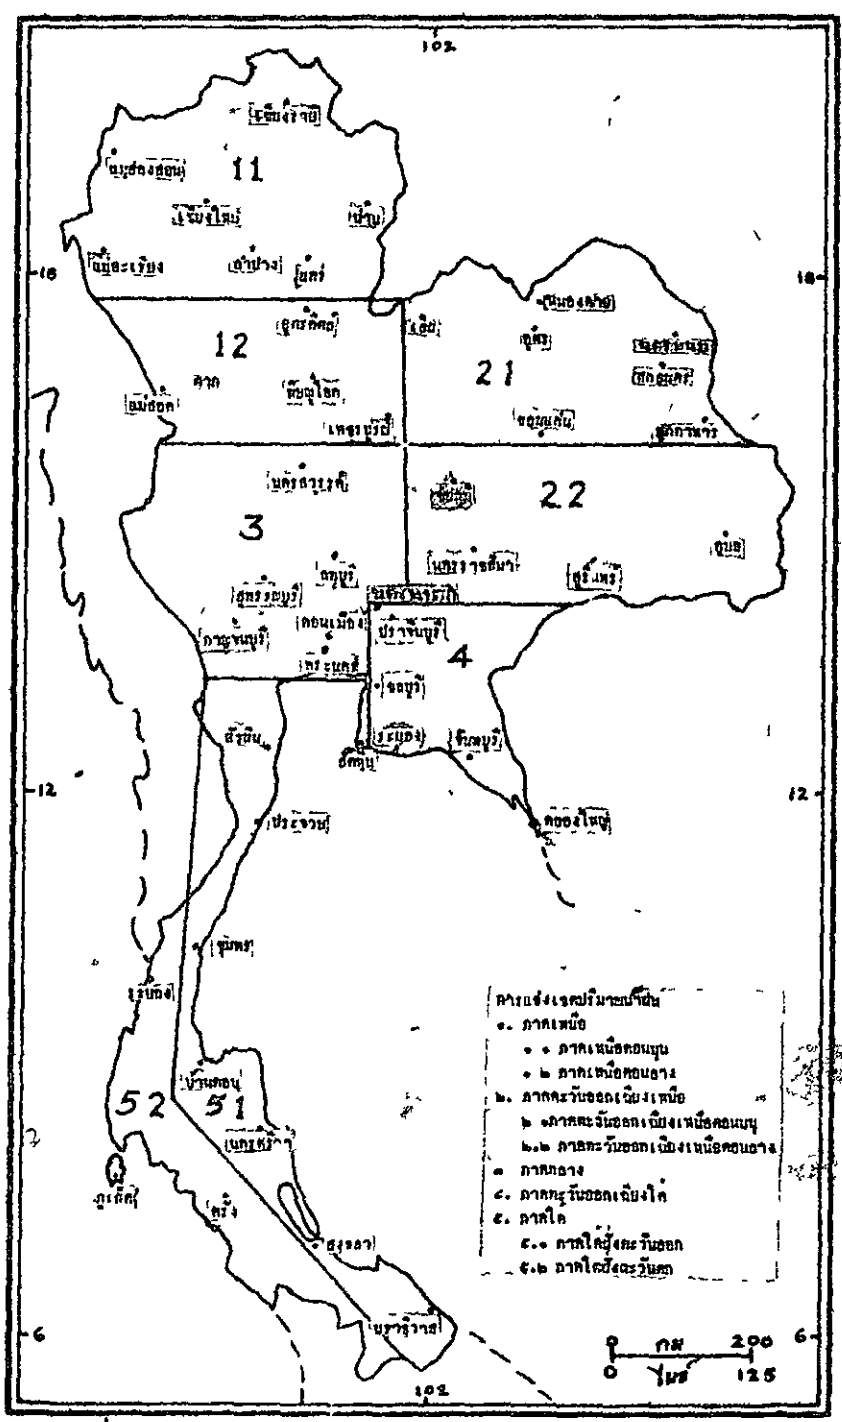 102
เชียงราย
แม่ฮ่องสอน
11
เชียงใหม่
น่าน
แม่สะเรียง
ลำปาง
แพร่
18
18
หนองคาย
อุตรดิตถ์
เลย
อุดร
12
นครพนม
ตาก
21
สกลนคร
พิษณุโลก
แม่สอด
เพชรบูรณ์
ขอนแก่น
มุกดาหาร
นครสวรรค์
ชัยภูมิ
22
3
อุบล
ลพบุรี
นครราชสีมา
สุรินทร์
สุพรรณบุรี
ดอนเมือง
ปราจีนบุรี
กาญจนบุรี
4
พระนคร
ชลบุรี
หัวหิน
ระยอง
จันทบุรี
สัตหีบ
12
12
ประจวบ
คลองใหญ่
ชุมพร
ระนอง
การแบ่งเขตปริมาณน้ำฝน
๑. ภาคเหนือ
๑ ๑ ภาคเหนือตอนบน
๑ ๒ ภาคเหนือตอนล่าง
๒. ภาคตะวันออกเฉียงเหนือ
๒ ๑ภาคตะวันออกเฉียงเหนือตอนบน
๒.๒ ภาคตะวันออกเฉียงเหนือตอนล่าง
๓ ภาคกลาง
๔. ภาคตะวันออกเฉียงใต้
๕. ภาคใต้
๕.๑ ภาคใต้ฝั่งตะวันออก
๕.๒ ภาคใต้ฝั่งตะวันตก
บ้านดอน
52
51
นครศรีฯ
ภูเก็ต
ตรัง
สงขลา
นราธิวาส
6
6
0 กม 200
0 ไมล์ 125
102